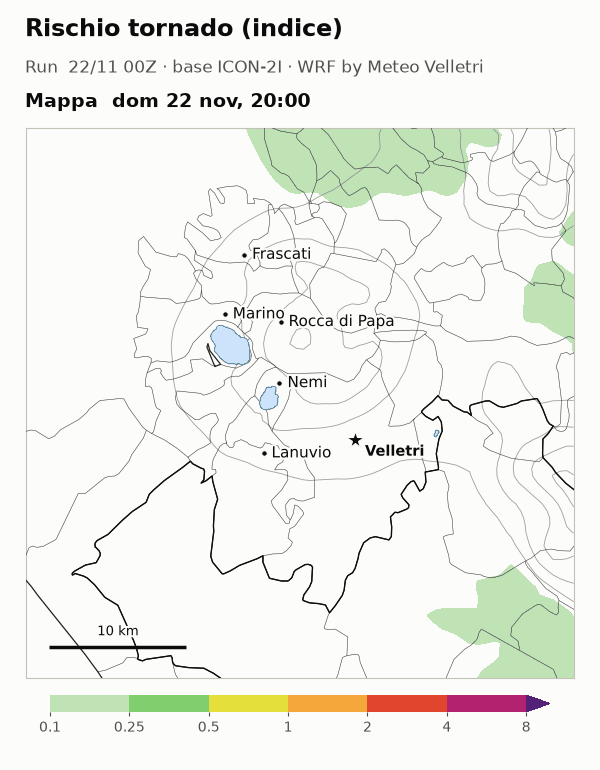 Rischio tornado (indice)
Run  22/11 00Z · base ICON-2I · WRF by Meteo Velletri
Mappa  dom 22 nov, 20:00
Frascati
Marino
Rocca di Papa
Nemi
Lanuvio
Velletri
10 km
0.1 0.25 0.5 1 2 4 8